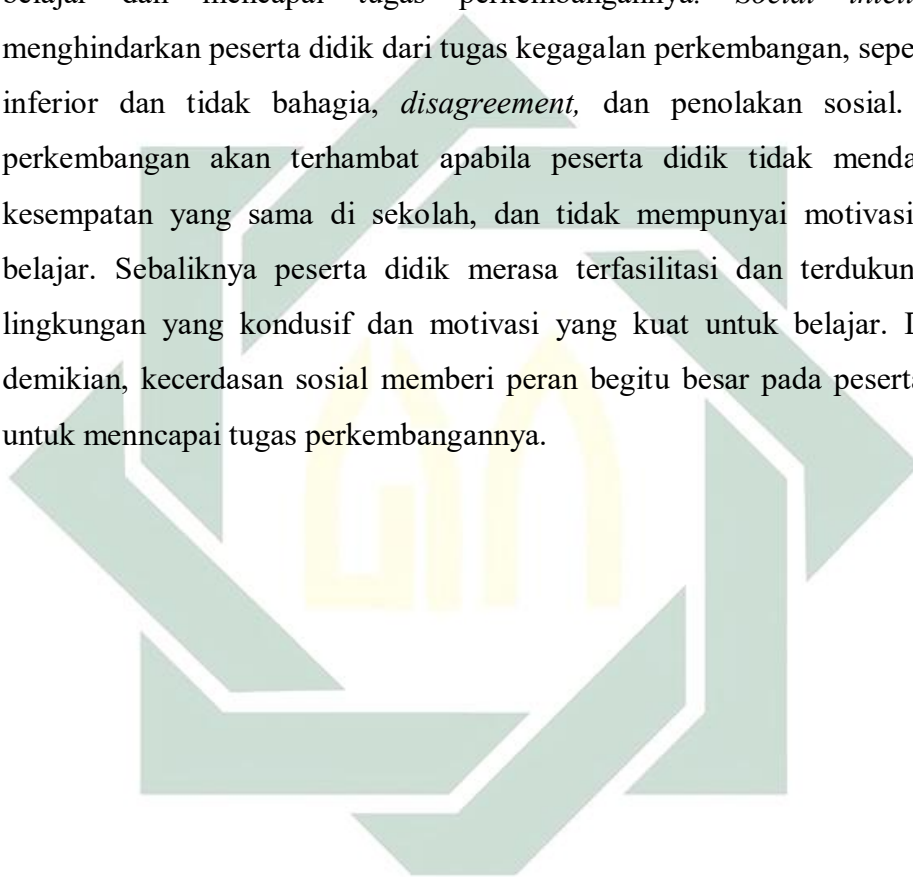 belajar dan mencapai tugas perkembangannya. Social intell
menghindarkan peserta didik dari tugas kegagalan perkembangan, sepe
inferior dan tidak bahagia, disagreement, dan penolakan sosial.
perkembangan akan terhambat apabila peserta didik tidak menda
kesempatan yang sama di sekolah, dan tidak mempunyai motivasi
belajar. Sebaliknya peserta didik merasa terfasilitasi dan terdukun
lingkungan yang kondusif dan motivasi yang kuat untuk belajar. D
demikian, kecerdasan sosial memberi peran begitu besar pada peserta
untuk menncapai tugas perkembangannya.